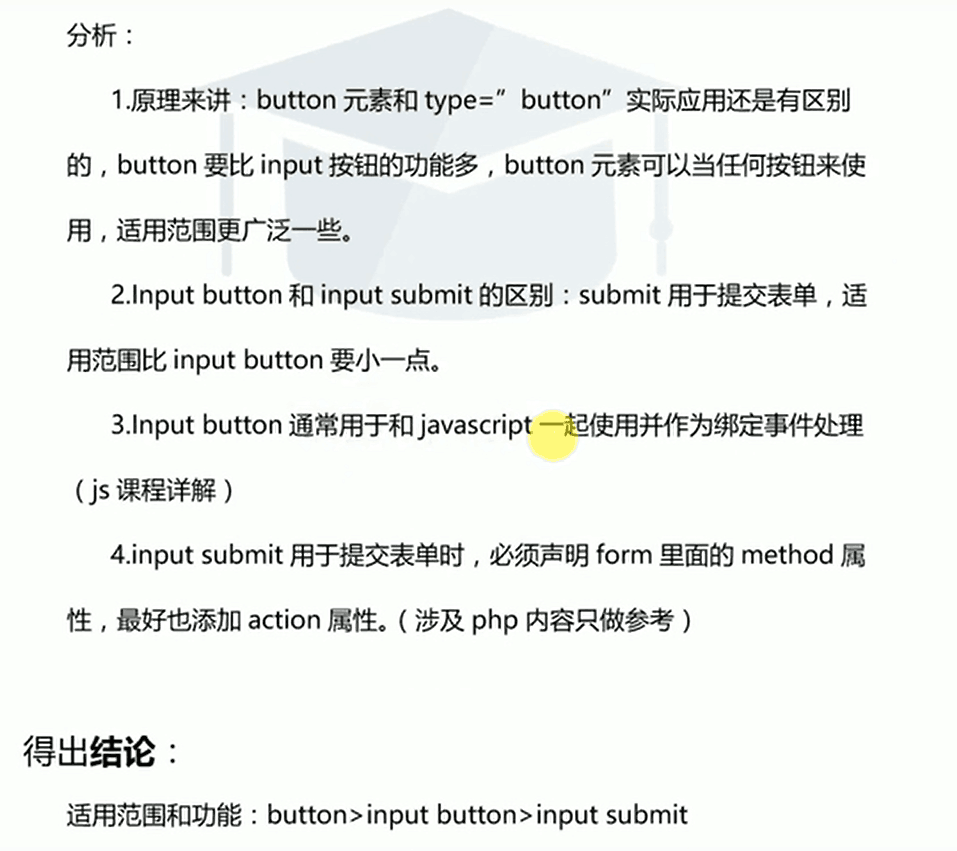 分析：
1.原理来讲：button 元素和 type=”button”实际应用还是有区别
的，button 要比 input 按钮的功能多，button 元素可以当任何按钮来使
用，适用范围更广泛一些。
2.Input button 和 input submit 的区别：submit 用于提交表单，适
用范围比 input button 要小一点。
3.Input button 通常用于和 javascript 一起使用并作为绑定事件处理
（js 课程详解）
4.input submit 用于提交表单时，必须声明 form 里面的 method 属
性，最好也添加 action 属性。（涉及 php 内容只做参考）
得出结论：
适用范围和功能：button>input button>input submit